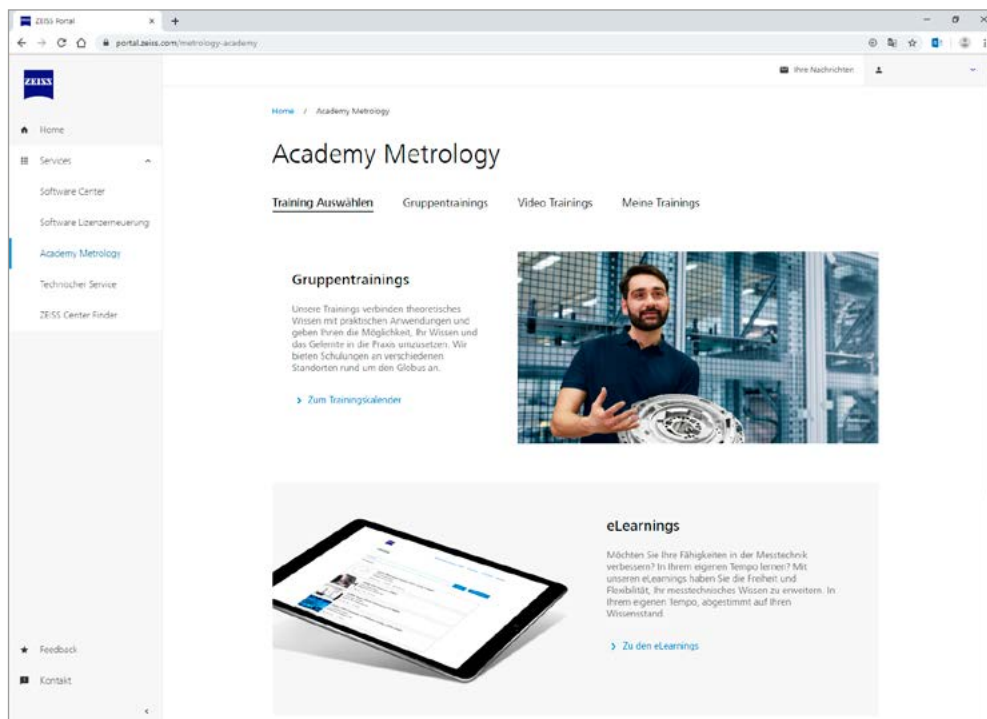 ZEISS Portal
portal.zeiss.com/metrology-academy
Ihre Nachrichten
ZEISS
Home
Services
Software Center
Software Lizenzerneuerung
Academy Metrology
Technischer Service
ZEISS Center Finder
Feedback
Kontakt
Home / Academy Metrology
Academy Metrology
Training Auswählen Gruppentrainings Video Trainings Meine Trainings
Gruppentrainings
Unsere Trainings verbinden theoretisches
Wissen mit praktischen Anwendungen und
geben Ihnen die Möglichkeit, Ihr Wissen und
das Gelernte in die Praxis umzusetzen. Wir
bieten Schulungen an verschiedenen
Standorten rund um den Globus an.
Zum Trainingskalender
eLearnings
Möchten Sie Ihre Fähigkeiten in der Messtechnik
verbessern? In Ihrem eigenen Tempo lernen? Mit
unseren eLearnings haben Sie die Freiheit und
Flexibilität, Ihr messtechnisches Wissen zu erweitern. In
Ihrem eigenen Tempo, abgestimmt auf Ihren
Wissensstand.
Zu den eLearnings